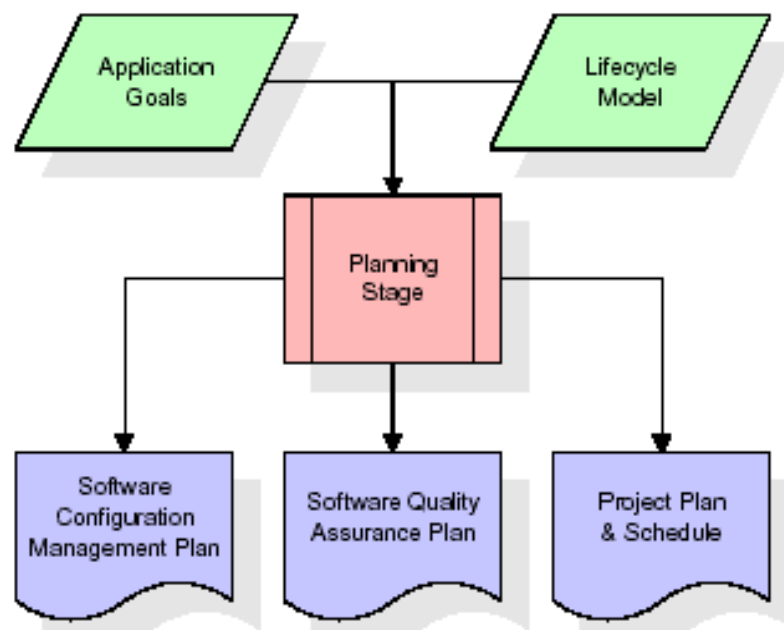 Application
Goals
Lifecycle
Model
Planning
Stage
Software
Configuration
Management Plan
Software Quality
Assurance Plan
Project Plan
& Schedule